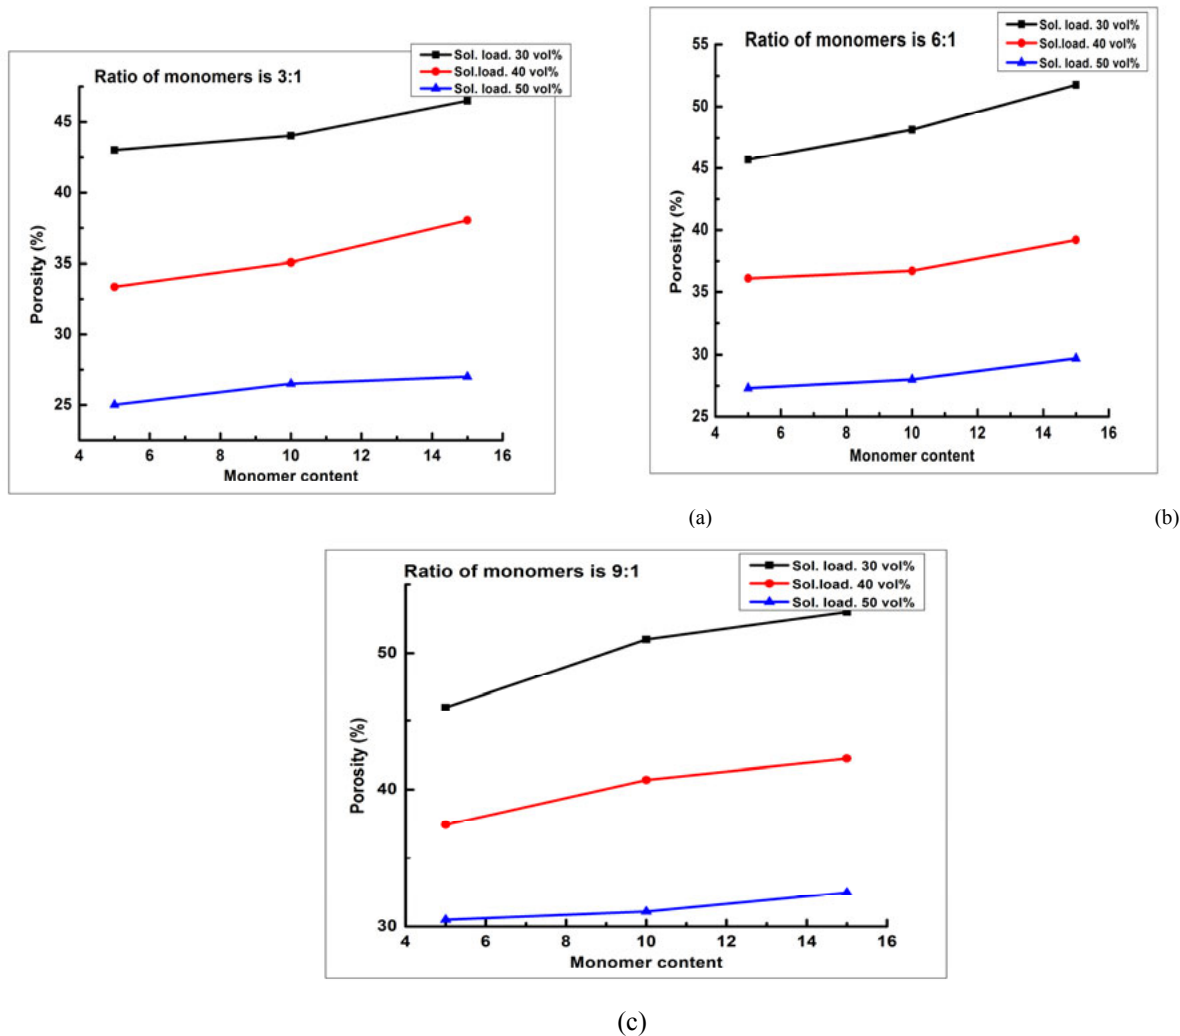 Ratio of monomers is 3:1
Sol. load. 30 vol%
Sol.load. 40 vol%
Sol. load. 50 vol%
Porosity (%)
45
40
35
30
25
4 6 8 10 12 14 16
Monomer content
(a)
Ratio of monomers is 6:1
Sol. load. 30 vol%
Sol.load. 40 vol%
Sol. load. 50 vol%
Porosity (%)
55
50
45
40
35
30
25
4 6 8 10 12 14 16
Monomer content
(b)
Ratio of monomers is 9:1
Sol. load. 30 vol%
Sol.load. 40 vol%
Sol. load. 50 vol%
Porosity (%)
50
40
30
4 6 8 10 12 14 16
Monomer content
(c)